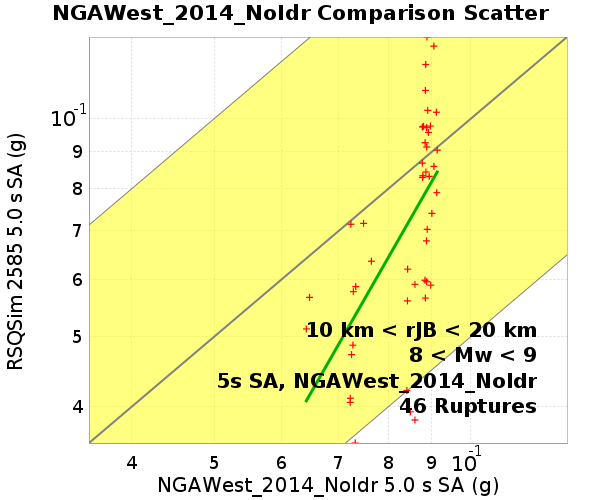 NGAWest_2014_NoIdr Comparison Scatter
RSQSim 2585 5.0 s SA (g)
10-1
9
8
7
6
5
4
10 km < rJB < 20 km
8 < Mw < 9
5s SA, NGAWest_2014_NoIdr
46 Ruptures
4 5 6 7 8 9 10-1
NGAWest_2014_NoIdr 5.0 s SA (g)